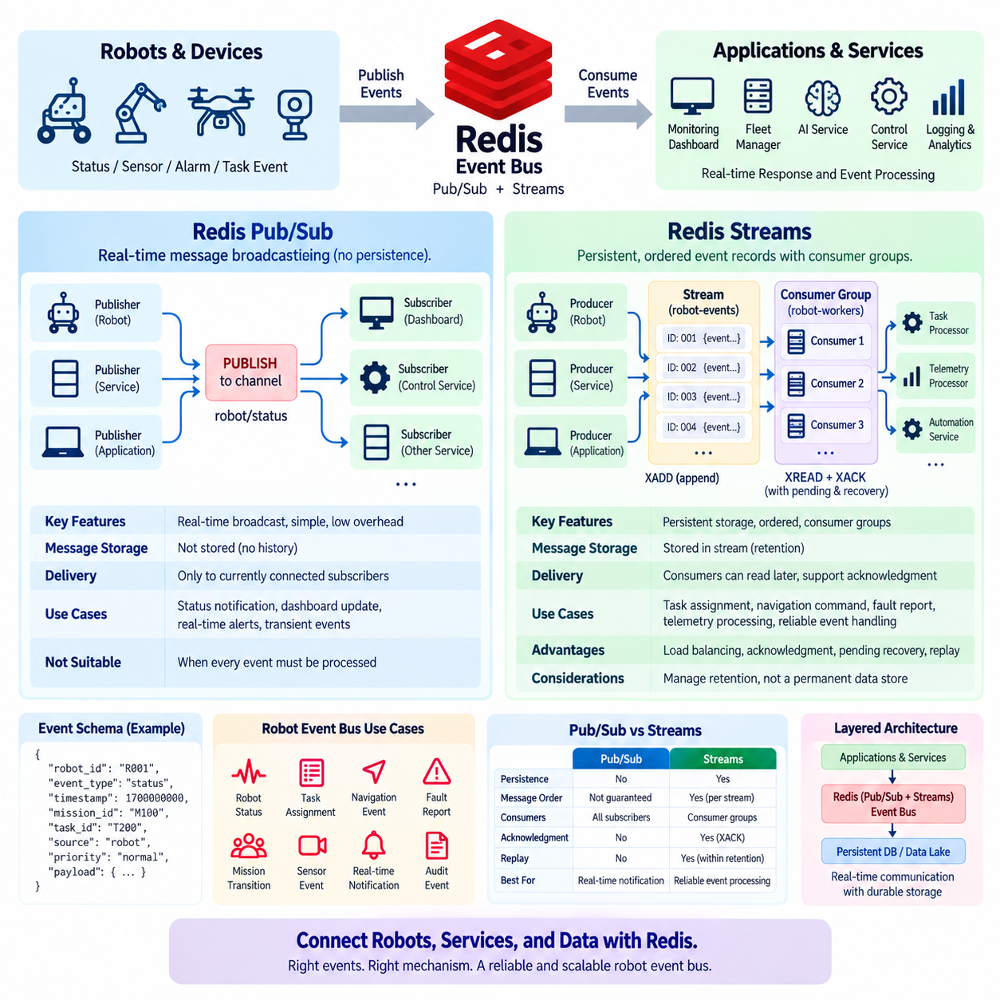 Robots & Devices
Status / Sensor / Alarm / Task Event
Publish
Events
Redis
Event Bus
Pub/Sub + Streams
Consume
Events
Applications & Services
Monitoring
Dashboard
Fleet
Manager
AI Service
Control
Service
Logging &
Analytics
Real-time Response and Event Processing
Redis Pub/Sub
Real-time message broadcastieing (no persistence).
Publisher
(Robot)
Publisher
(Service)
Publisher
(Application)
PUBLISH
to channel
robot/status
Subscriber
(Dashboard)
Subscriber
(Control Service)
Subscriber
(Other Service)
...
Key Features Real-time broadcast, simple, low overhead
Message Storage Not stored (no history)
Delivery Only to currently connected subscribers
Use Cases Status notification, dashboard update,
real-time alerts, transient events
Not Suitable When every event must be processed
Redis Streams
Persistent, ordered event records with consumer groups.
Producer
(Robot)
Producer
(Service)
Producer
(Application)
Stream
(robot-events)
ID: 001 {event...}
ID: 002 {event...}
ID: 003 {event...}
ID: 004 {event...}
...
XADD (append)
Consumer Group
(robot-workers)
Consumer 1
Consumer 2
Consumer 3
...
XREAD + XACK
(with pending & recovery)
Task
Processor
Telemetry
Processor
Automation
Service
...
Key Features Persistent storage, ordered, consumer groups
Message Storage Stored in stream (retention)
Delivery Consumers can read later, support acknowledgment
Use Cases Task assignment, navigation command, fault report,
telemetry processing, reliable event handling
Advantages Load balancing, acknowledgment, pending recovery, replay
Considerations Manage retention, not a permanent data store
Event Schema (Example)
{
"robot_id": "R001",
"event_type": "status",
"timestamp": 1700000000,
"mission_id": "M100",
"task_id": "T200",
"source": "robot",
"priority": "normal",
"payload": { ... }
}
Robot Event Bus Use Cases
Robot
Status
Task
Assignment
Navigation
Event
Fault
Report
Mission
Transition
Sensor
Event
Real-time
Notification
Audit
Event
Pub/Sub vs Streams
Pub/Sub Streams
Persistence No Yes
Message Order Not guaranteed Yes (per stream)
Consumers All subscribers Consumer groups
Acknowledgment No Yes (XACK)
Replay No Yes (within retention)
Best For Real-time notification Reliable event processing
Layered Architecture
Applications & Services
Redis (Pub/Sub + Streams)
Event Bus
Persistent DB / Data Lake
Real-time communication
with durable storage
Connect Robots, Services, and Data with Redis.
Right events. Right mechanism. A reliable and scalable robot event bus.